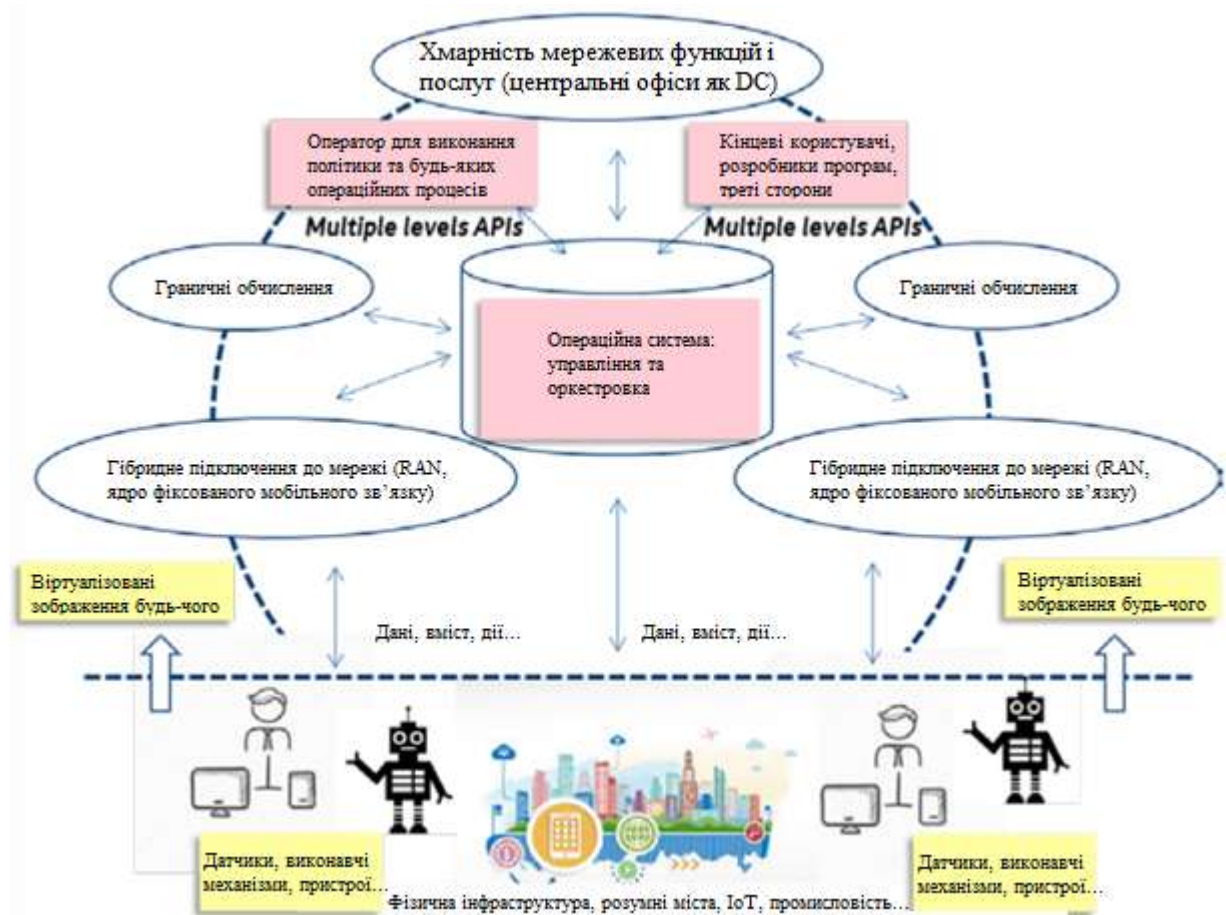 Хмарність мережевих функцій і
послуг (центральні офіси як DC)
Оператор для виконання
політики та будь-яких
операційних процесів
Кінцеві користувачі,
розробники програм,
треті сторони
Multiple levels APIs
Multiple levels APIs
Граничні обчислення
Граничні обчислення
Операційна система:
управління та
оркестровка
Гібридне підключення до мережі (RAN,
ядро фіксованого мобільного зв’язку)
Гібридне підключення до мережі (RAN,
ядро фіксованого мобільного зв’язку)
Віртуалізовані
зображення будь-чого
Віртуалізовані
зображення будь-чого
Дані, вміст, дії...
Дані, вміст, дії...
Датчики, виконавчі
механізми, пристрої...
Датчики, виконавчі
механізми, пристрої...
Фізична інфраструктура, розумні міста, IoT, промисловість...